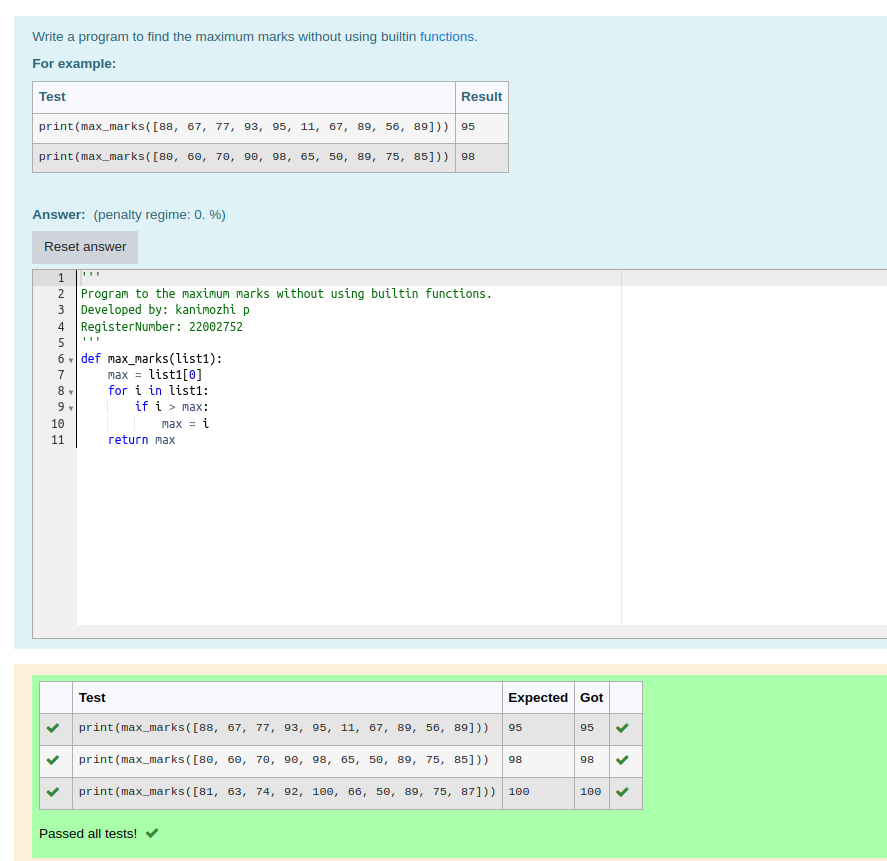 Write a program to find the maximum marks without using builtin functions.
For example:
Test Result
print(max_marks([88, 67, 77, 93, 95, 11, 67, 89, 56, 89])) 95
print(max_marks([80, 60, 70, 90, 98, 65, 50, 89, 75, 85])) 98
Answer: (penalty regime: 0. %)
Reset answer
1 '''
2 Program to the maximum marks without using builtin functions.
3 Developed by: kanimozhi p
4 RegisterNumber: 22002752
5 '''
6 def max_marks(list1):
7     max = list1[0]
8     for i in list1:
9         if i > max:
10             max = i
11     return max
Test Expected Got
print(max_marks([88, 67, 77, 93, 95, 11, 67, 89, 56, 89])) 95 95
print(max_marks([80, 60, 70, 90, 98, 65, 50, 89, 75, 85])) 98 98
print(max_marks([81, 63, 74, 92, 100, 66, 50, 89, 75, 87])) 100 100
Passed all tests!